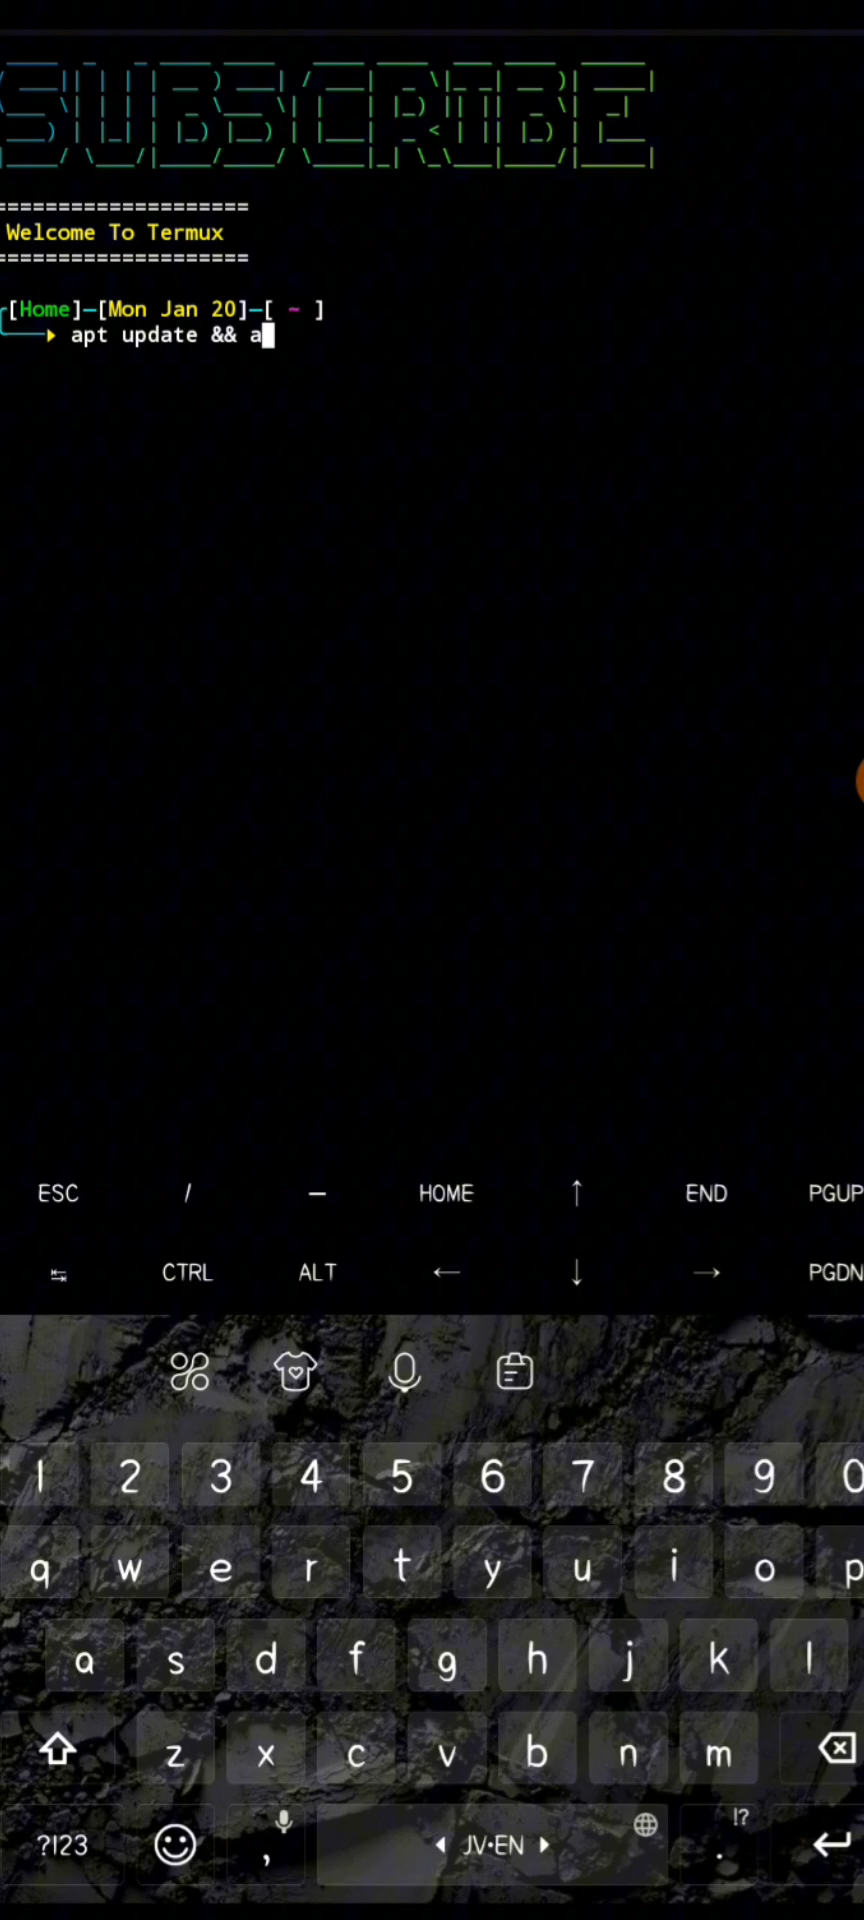 SUBSCRIBE
===================
Welcome To Termux
===================
[Home]—[Mon Jan 20]—[ ~ ]
apt update && a
ESC / — HOME ↑ END PGUP
↹ CTRL ALT ← ↓ → PGDN
1 2 3 4 5 6 7 8 9 0
q w e r t y u i o p
a s d f g h j k l
z x c v b n m
!?
?123 , JV•EN .